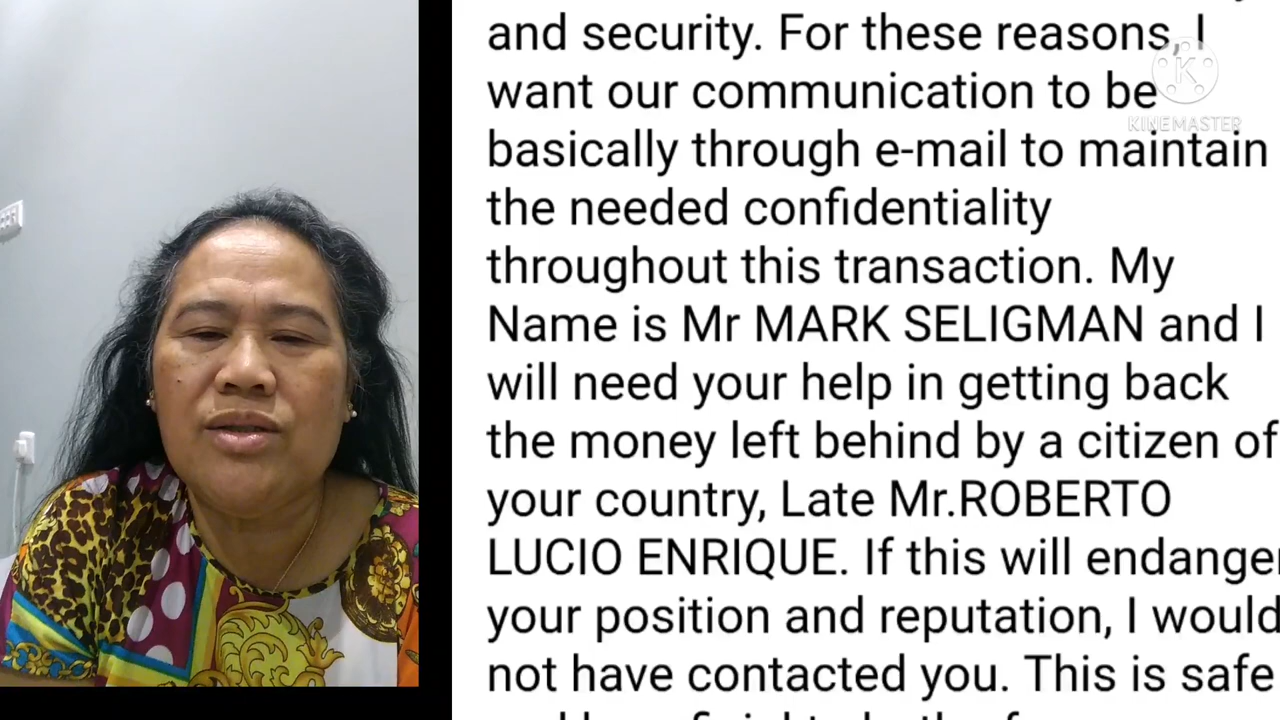 and security. For these reasons, I
want our communication to be
basically through e-mail to maintain
the needed confidentiality
throughout this transaction. My
Name is Mr MARK SELIGMAN and I
will need your help in getting back
the money left behind by a citizen of
your country, Late Mr.ROBERTO
LUCIO ENRIQUE. If this will endanger
your position and reputation, I would
not have contacted you. This is safe
K
KINEMASTER